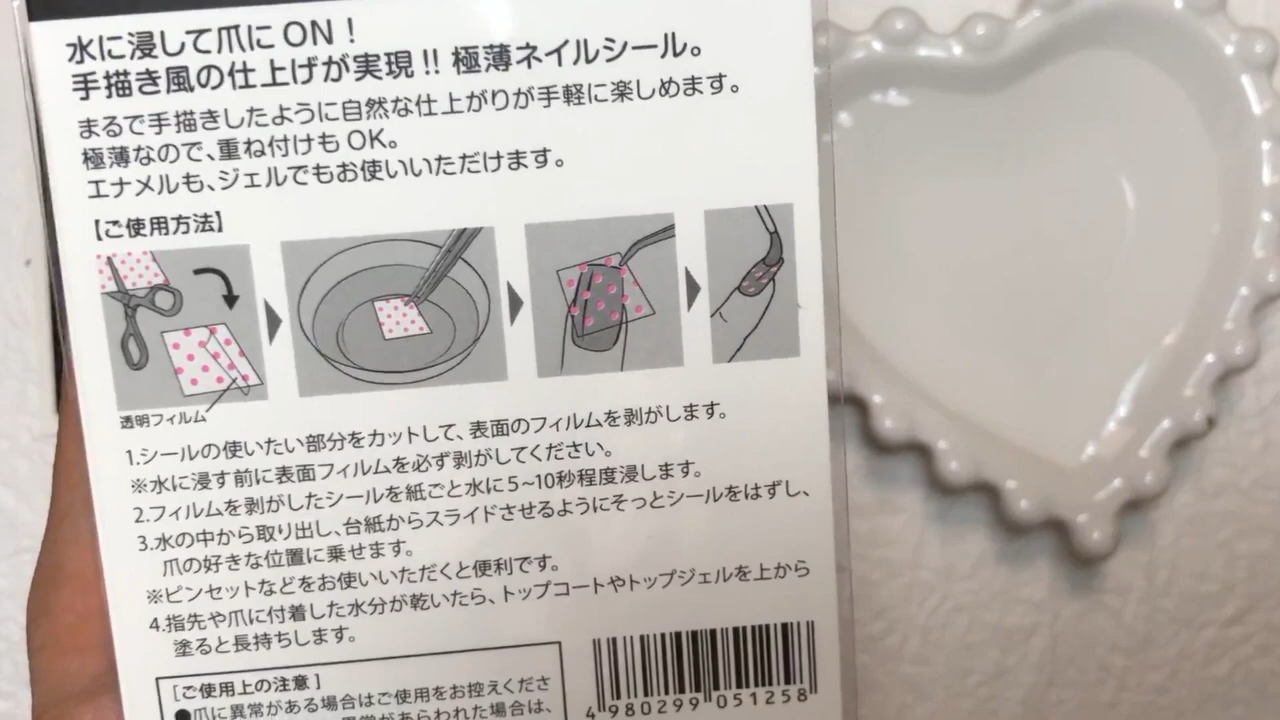 水に浸して爪に ON！
手描き風の仕上げが実現!! 極薄ネイルシール。
まるで手描きしたように自然な仕上がりが手軽に楽しめます。
極薄なので、重ね付けも OK。
エナメルも、ジェルでもお使いいただけます。
【ご使用方法】
透明フィルム
1.シールの使いたい部分をカットして、表面のフィルムを剥がします。
※水に浸す前に表面フィルムを必ず剥がしてください。
2.フィルムを剥がしたシールを紙ごと水に5~10秒程度浸します。
3.水の中から取り出し、台紙からスライドさせるようにそっとシールをはずし、
爪の好きな位置に乗せます。
※ピンセットなどをお使いいただくと便利です。
4.指先や爪に付着した水分が乾いたら、トップコートやトップジェルを上から
塗ると長持ちします。
[ご使用上の注意]
●爪に異常がある場合はご使用をお控えくださ
異常があらわれた場合は、
4 980299 051258